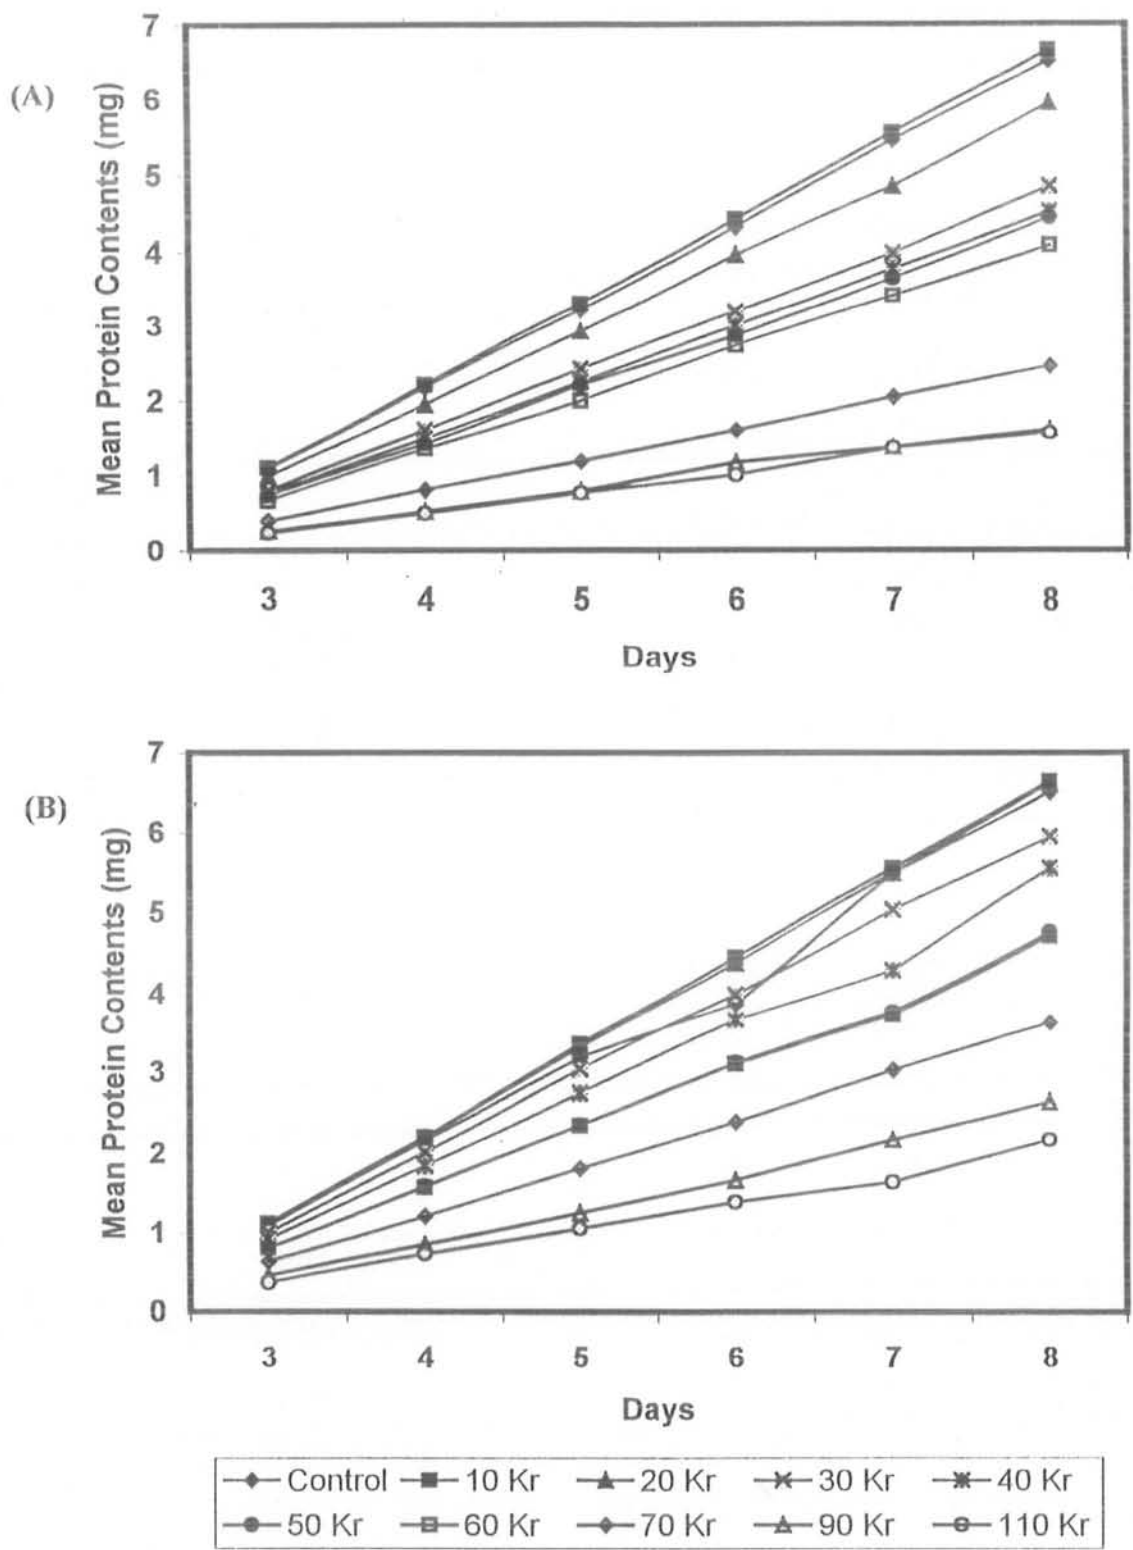 (A)
Mean Protein Contents (mg)
7
6
5
4
3
2
1
0
3 4 5 6 7 8
Days
(B)
Mean Protein Contents (mg)
7
6
5
4
3
2
1
0
3 4 5 6 7 8
Days
Control 10 Kr 20 Kr 30 Kr 40 Kr
50 Kr 60 Kr 70 Kr 90 Kr 110 Kr